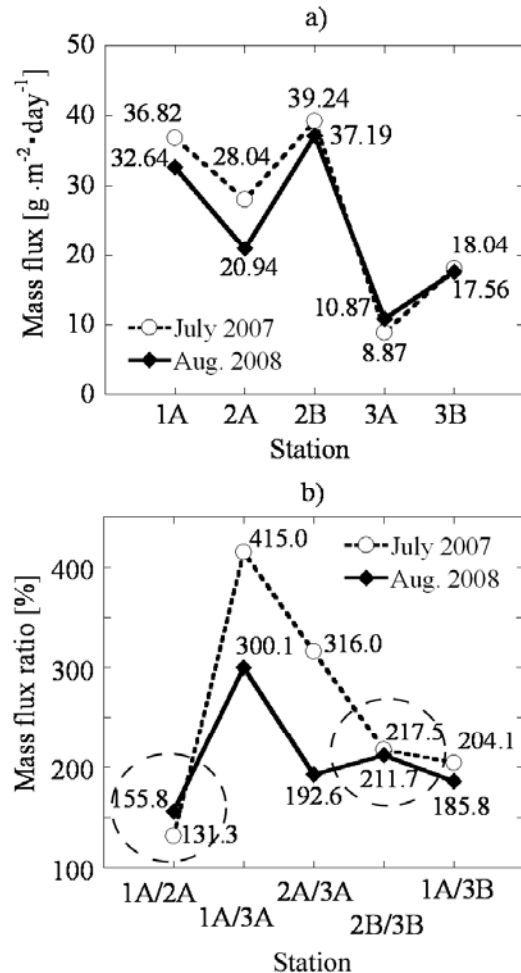 a)
Mass flux [g ·m⁻²•day⁻¹]
50
40
30
20
10
0
36.82
32.64
28.04
20.94
39.24
37.19
10.87
8.87
18.04
17.56
July 2007
Aug. 2008
1A 2A 2B 3A 3B
Station
b)
Mass flux ratio [%]
400
300
200
100
415.0
300.1
316.0
192.6
217.5
211.7
204.1
185.8
155.8
131.3
July 2007
Aug. 2008
1A/2A 2A/3A 1A/3B
1A/3A 2B/3B
Station